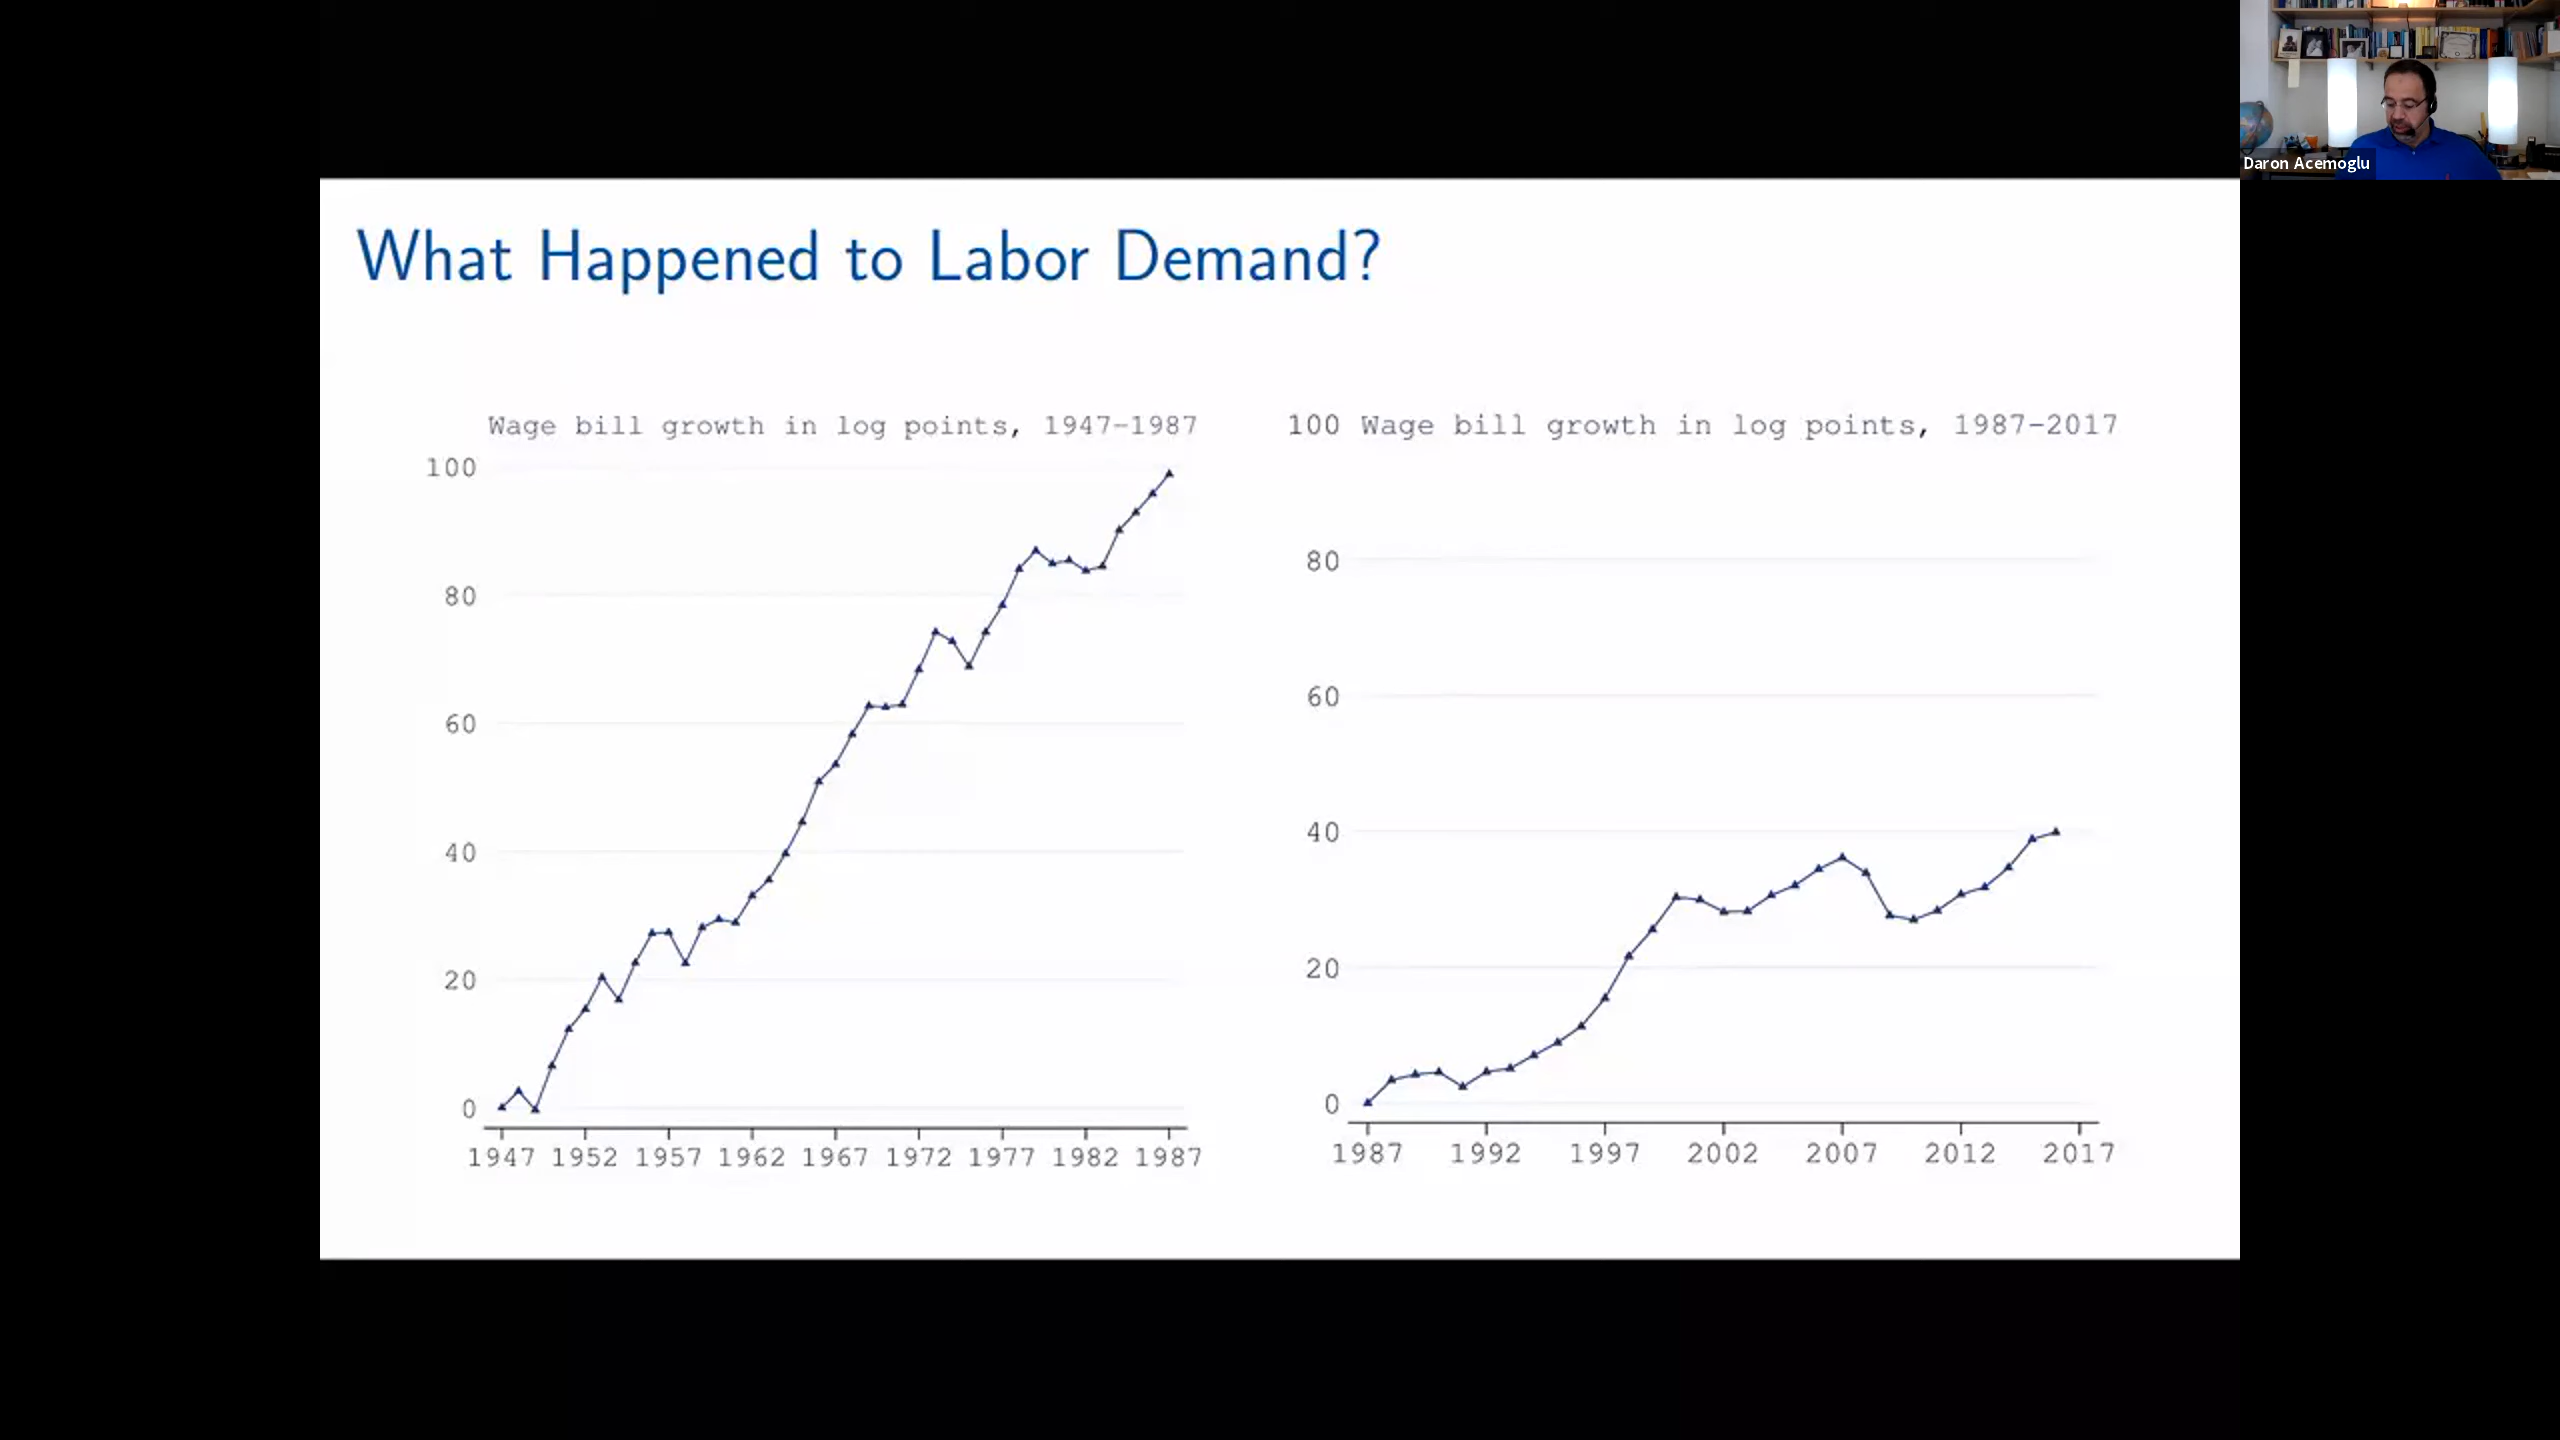 Daron Acemoglu
What Happened to Labor Demand?
Wage bill growth in log points, 1947-1987
100
80
60
40
20
0
1947 1952 1957 1962 1967 1972 1977 1982 1987
100 Wage bill growth in log points, 1987-2017
80
60
40
20
0
1987 1992 1997 2002 2007 2012 2017